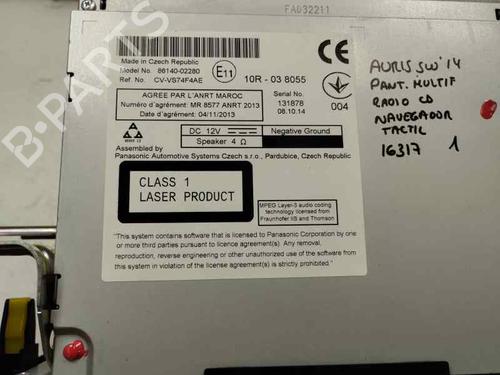 FAD32211
Made in Czech Republic
Model No. 86140-02280
Ref No. CV-VS74F4AE
E11
10R - 03 8055
CE
AGREE PAR L'ANRT MAROC
Numéro d'agrément: MR 8577 ANRT 2013
Date d'agrément: 04/11/2013
Serial No.
131878
08.10.14
004
DC 12V
Negative Ground
Speaker 4 Ω
Assembled by
Panasonic Automotive Systems Czech s.r.o., Pardubice, Czech Republic
CLASS 1
LASER PRODUCT
MPEG Layer-3 audio coding
technology licensed from
Fraunhofer IIS and Thomson
"This system contains software that is licensed to Panasonic Corporation by one
or more third parties pursuant to licence agreement(s). Any removal,
reproduction, reverse engineering or other unauthorized use of the software
from this system in violation of the license agreement(s) is strictly prohibited."
AURIS SW '14
PANT. MULTIF
RADIO CD
NAVEGADOR
TACTIL
16317 1